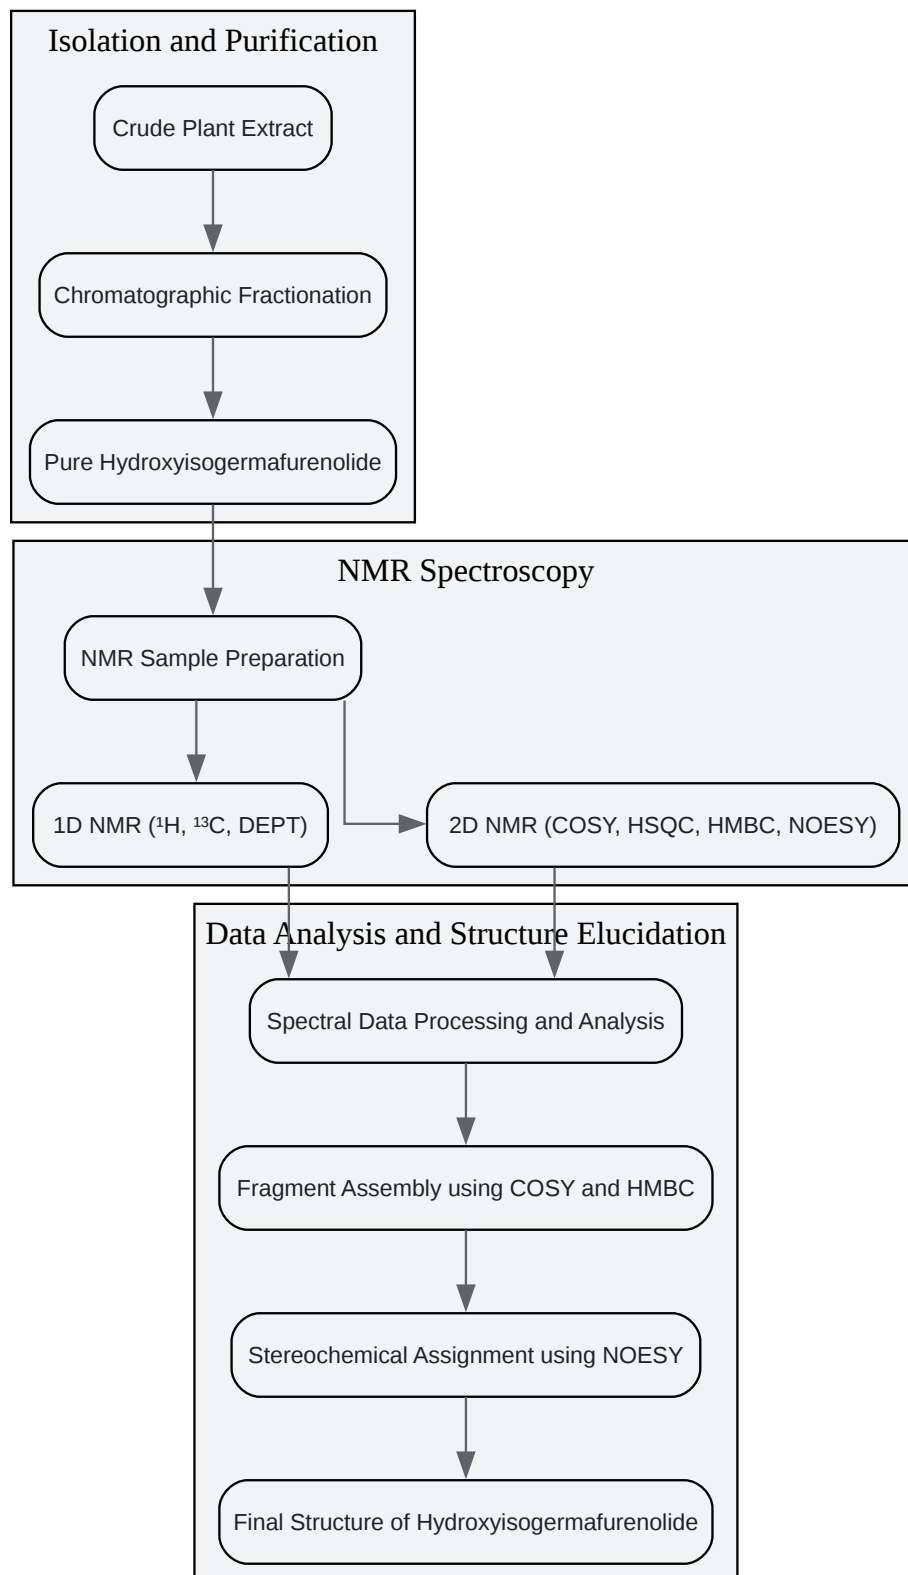 Isolation and Purification
Crude Plant Extract
Chromatographic Fractionation
Pure Hydroxyisogermafurenolide
NMR Spectroscopy
NMR Sample Preparation
1D NMR (¹H, ¹³C, DEPT)
2D NMR (COSY, HSQC, HMBC, NOESY)
Data Analysis and Structure Elucidation
Spectral Data Processing and Analysis
Fragment Assembly using COSY and HMBC
Stereochemical Assignment using NOESY
Final Structure of Hydroxyisogermafurenolide